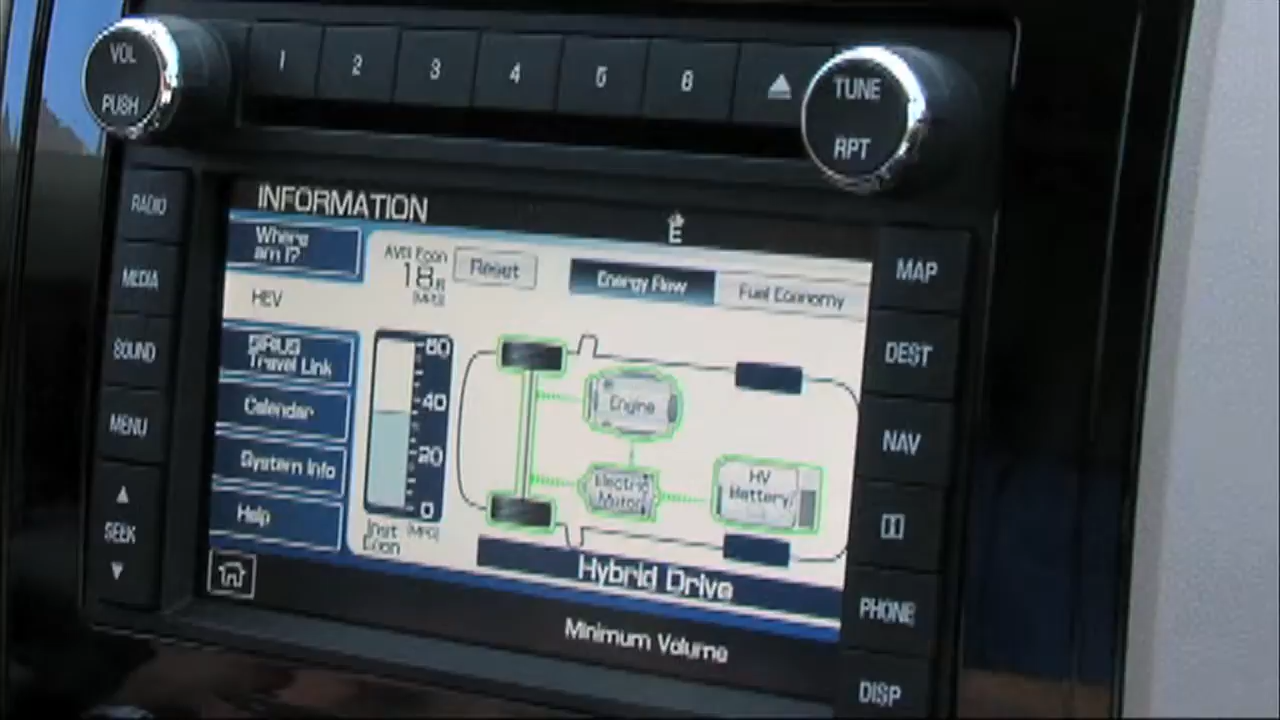 VOL
PUSH
1 2 3 4 5 6
TUNE
RPT
RADIO
MEDIA
SOUND
MENU
SEEK
INFORMATION
E
Where
am I?
HEV
SIRIUS
Travel Link
Calendar
System Info
Help
AVG Econ
18
(MPG)
Reset
Energy Flow
Fuel Economy
60
40
20
0
Inst
Econ
(MPG)
Engine
Electric
Motor
HV
Battery
Hybrid Drive
Minimum Volume
MAP
DEST
NAV
PHONE
DISP